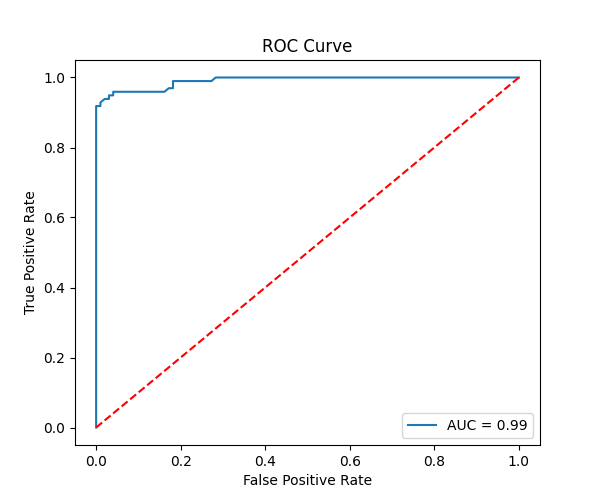 ROC Curve
True Positive Rate
1.0
0.8
0.6
0.4
0.2
0.0
AUC = 0.99
0.0 0.2 0.4 0.6 0.8 1.0
False Positive Rate